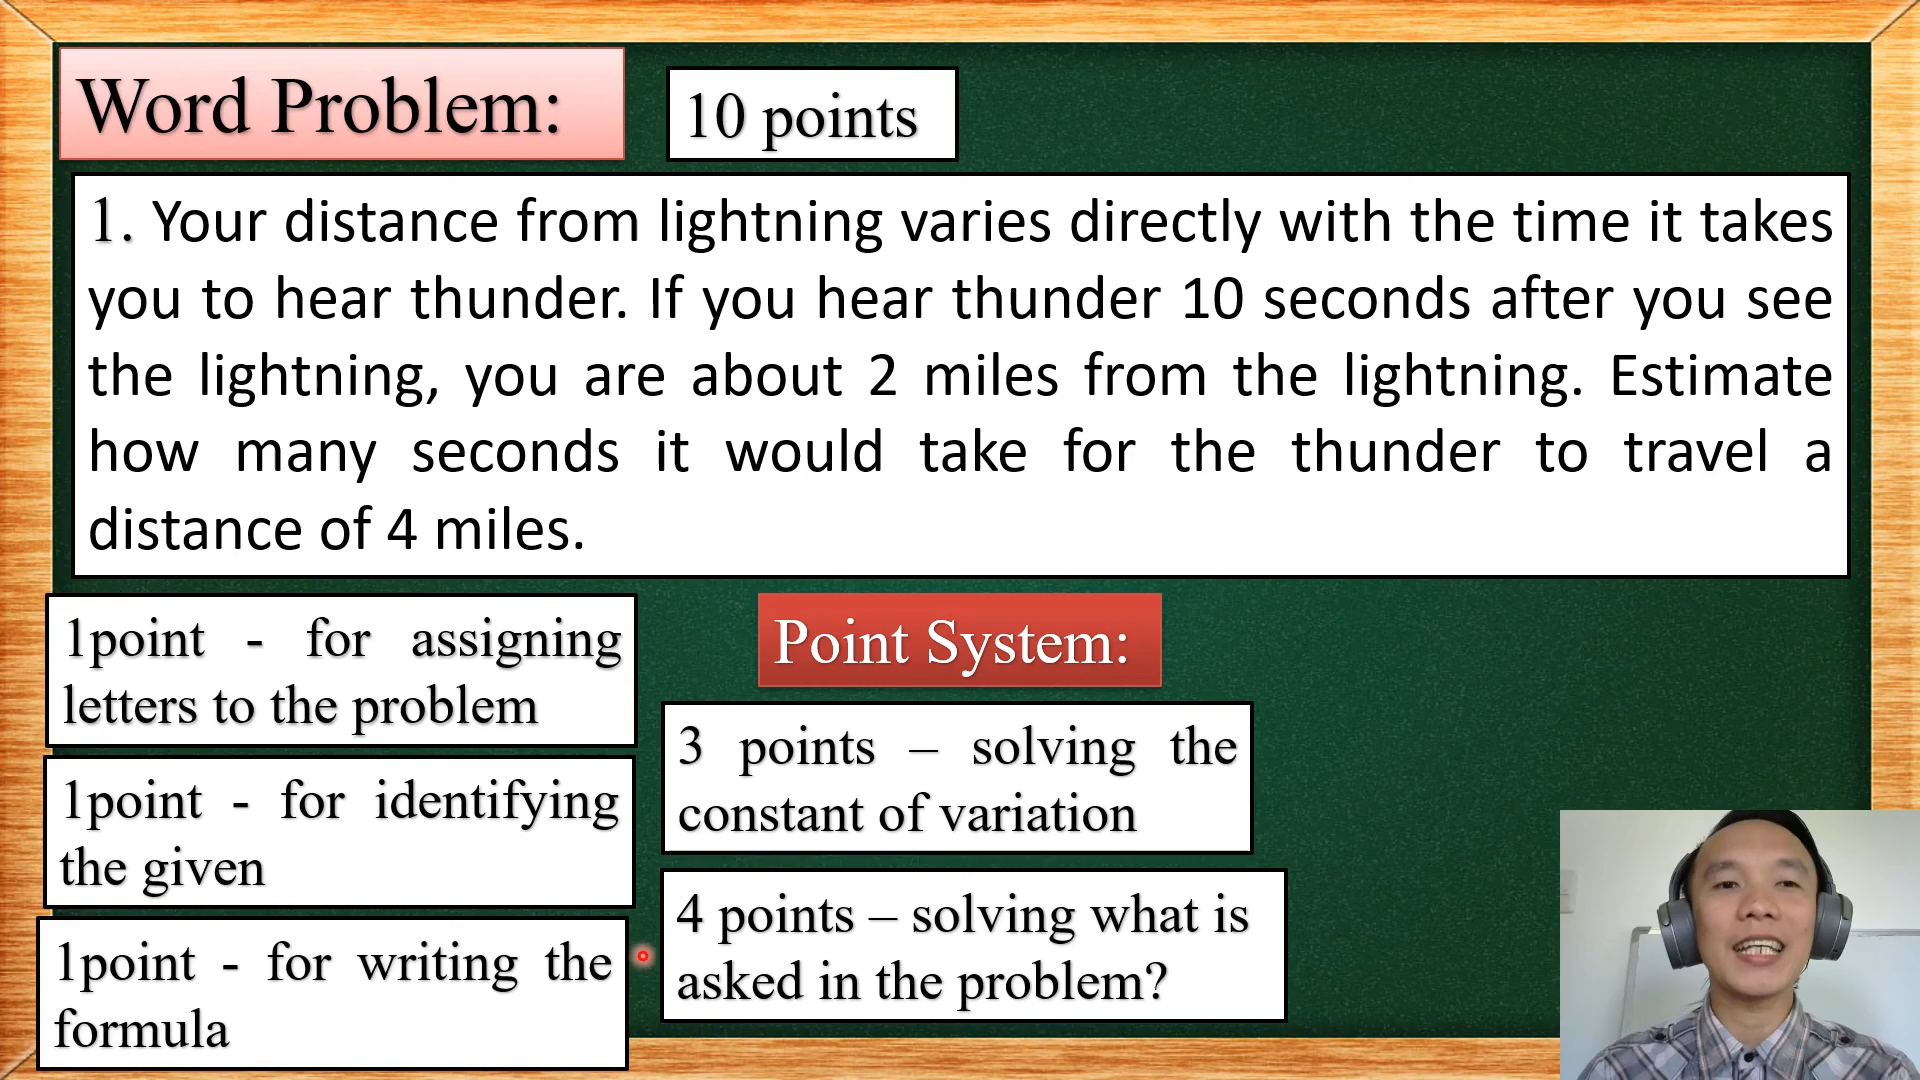 Word Problem:
10 points
1. Your distance from lightning varies directly with the time it takes
you to hear thunder. If you hear thunder 10 seconds after you see
the lightning, you are about 2 miles from the lightning. Estimate
how many seconds it would take for the thunder to travel a
distance of 4 miles.
Point System:
1point - for assigning
letters to the problem
1point - for identifying
the given
1point - for writing the
formula
3 points – solving the
constant of variation
4 points – solving what is
asked in the problem?